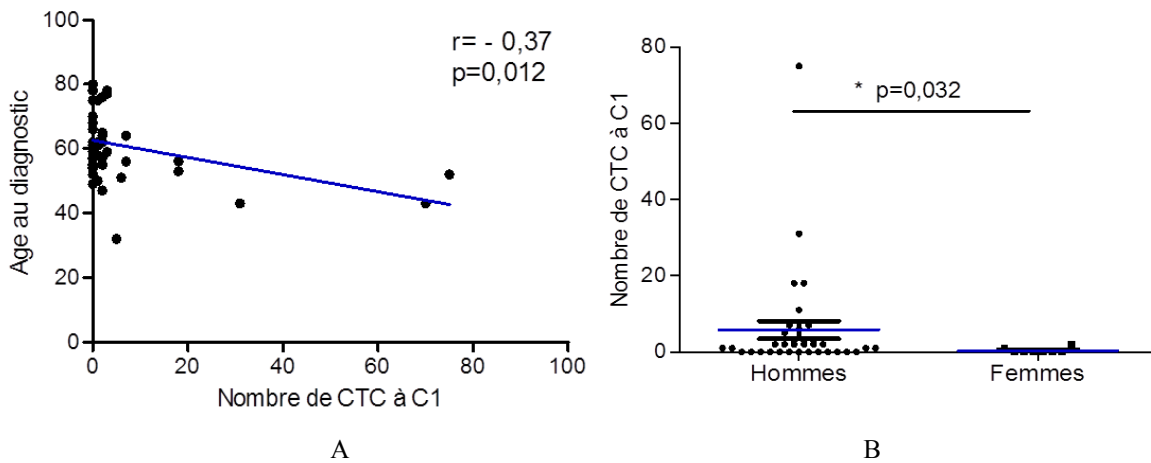 100
80
60
40
20
0
Age au diagnostic
r= - 0,37
p=0,012
0 20 40 60 80 100
Nombre de CTC à C1
A
80
60
40
20
0
Nombre de CTC à C1
* p=0,032
Hommes Femmes
B